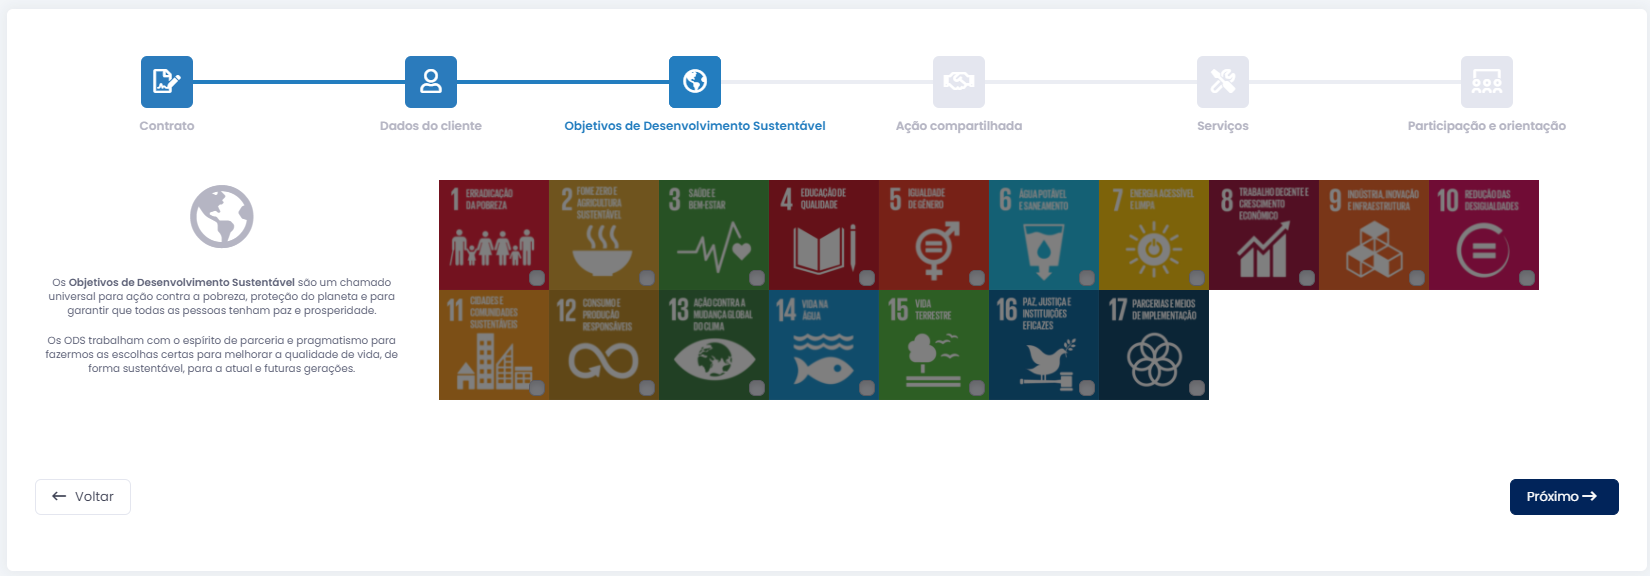 Contrato
Dados do cliente
Objetivos de Desenvolvimento Sustentável
Ação compartilhada
Serviços
Participação e orientação
Os Objetivos de Desenvolvimento Sustentável são um chamado
universal para ação contra a pobreza, proteção do planeta e para
garantir que todas as pessoas tenham paz e prosperidade.
Os ODS trabalham com o espírito de parceria e pragmatismo para
fazermos as escolhas certas para melhorar a qualidade de vida, de
forma sustentável, para a atual e futuras gerações.
1 ERRADICAÇÃO
DA POBREZA
2 FOME ZERO E
AGRICULTURA
SUSTENTÁVEL
3 SAÚDE E
BEM-ESTAR
4 EDUCAÇÃO DE
QUALIDADE
5 IGUALDADE
DE GÊNERO
6 ÁGUA POTÁVEL
E SANEAMENTO
7 ENERGIA ACESSÍVEL
E LIMPA
8 TRABALHO DECENTE E
CRESCIMENTO
ECONÔMICO
9 INDÚSTRIA, INOVAÇÃO
E INFRAESTRUTURA
10 REDUÇÃO DAS
DESIGUALDADES
11 CIDADES E
COMUNIDADES
SUSTENTÁVEIS
12 CONSUMO E
PRODUÇÃO
RESPONSÁVEIS
13 AÇÃO CONTRA A
MUDANÇA GLOBAL
DO CLIMA
14 VIDA NA
ÁGUA
15 VIDA
TERRESTRE
16 PAZ, JUSTIÇA E
INSTITUIÇÕES
EFICAZES
17 PARCERIAS E MEIOS
DE IMPLEMENTAÇÃO
← Voltar
Próximo →